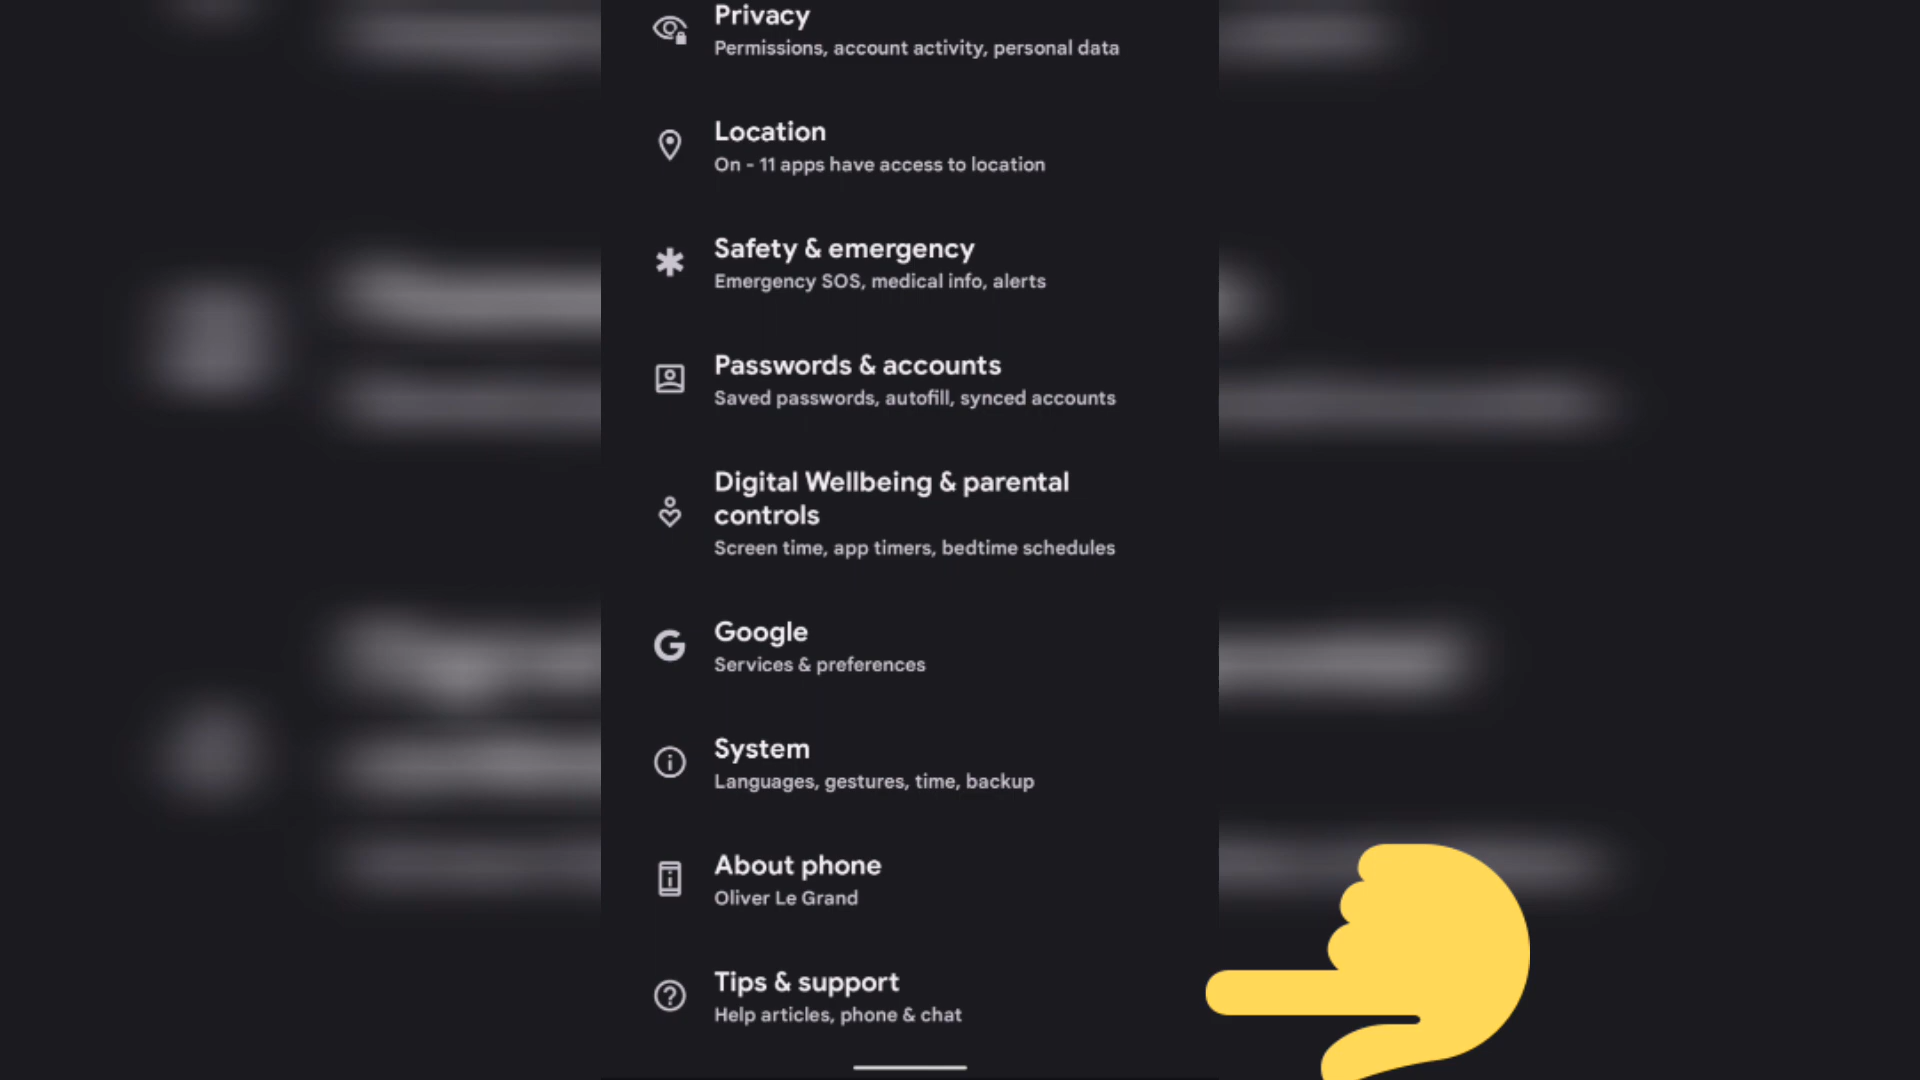 Privacy
Permissions, account activity, personal data
Location
On - 11 apps have access to location
Safety & emergency
Emergency SOS, medical info, alerts
Passwords & accounts
Saved passwords, autofill, synced accounts
Digital Wellbeing & parental
controls
Screen time, app timers, bedtime schedules
Google
Services & preferences
System
Languages, gestures, time, backup
About phone
Oliver Le Grand
Tips & support
Help articles, phone & chat